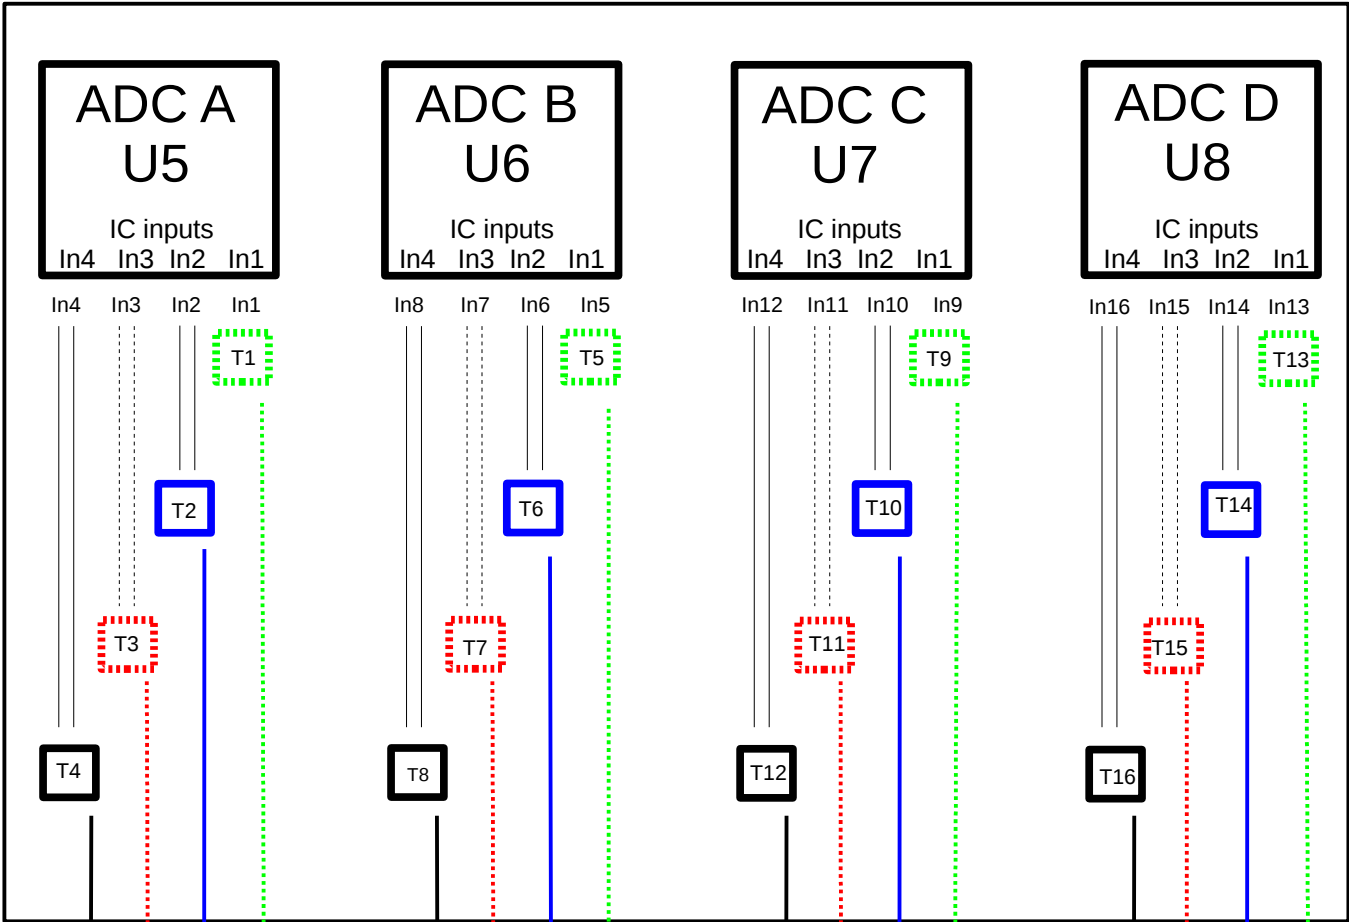 ADC A
U5
IC inputs
In4 In3 In2 In1
ADC B
U6
IC inputs
In4 In3 In2 In1
ADC C
U7
IC inputs
In4 In3 In2 In1
ADC D
U8
IC inputs
In4 In3 In2 In1
In4 In3 In2 In1
In8 In7 In6 In5
In12 In11 In10 In9
In16 In15 In14 In13
T1
T5
T9
T13
T2
T6
T10
T14
T3
T7
T11
T15
T4
T8
T12
T16